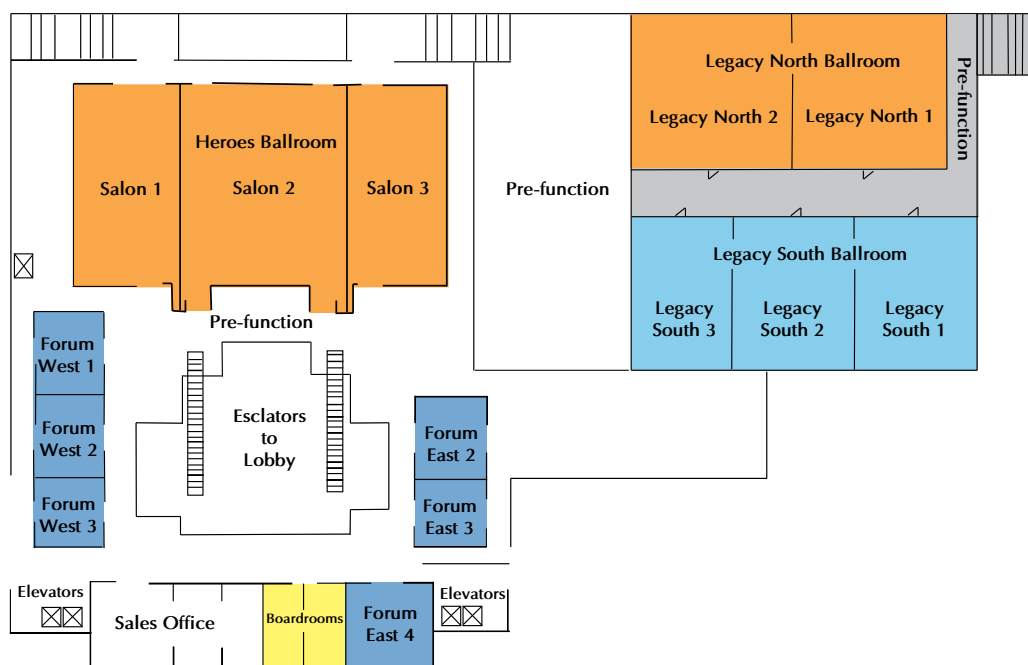 Legacy North Ballroom
Legacy North 2
Legacy North 1
Pre-function
Heroes Ballroom
Salon 1
Salon 2
Salon 3
Pre-function
Legacy South Ballroom
Legacy
South 3
Legacy
South 2
Legacy
South 1
Pre-function
Forum
West 1
Forum
West 2
Forum
West 3
Esclators
to
Lobby
Forum
East 2
Forum
East 3
Elevators
Sales Office
Boardrooms
Forum
East 4
Elevators